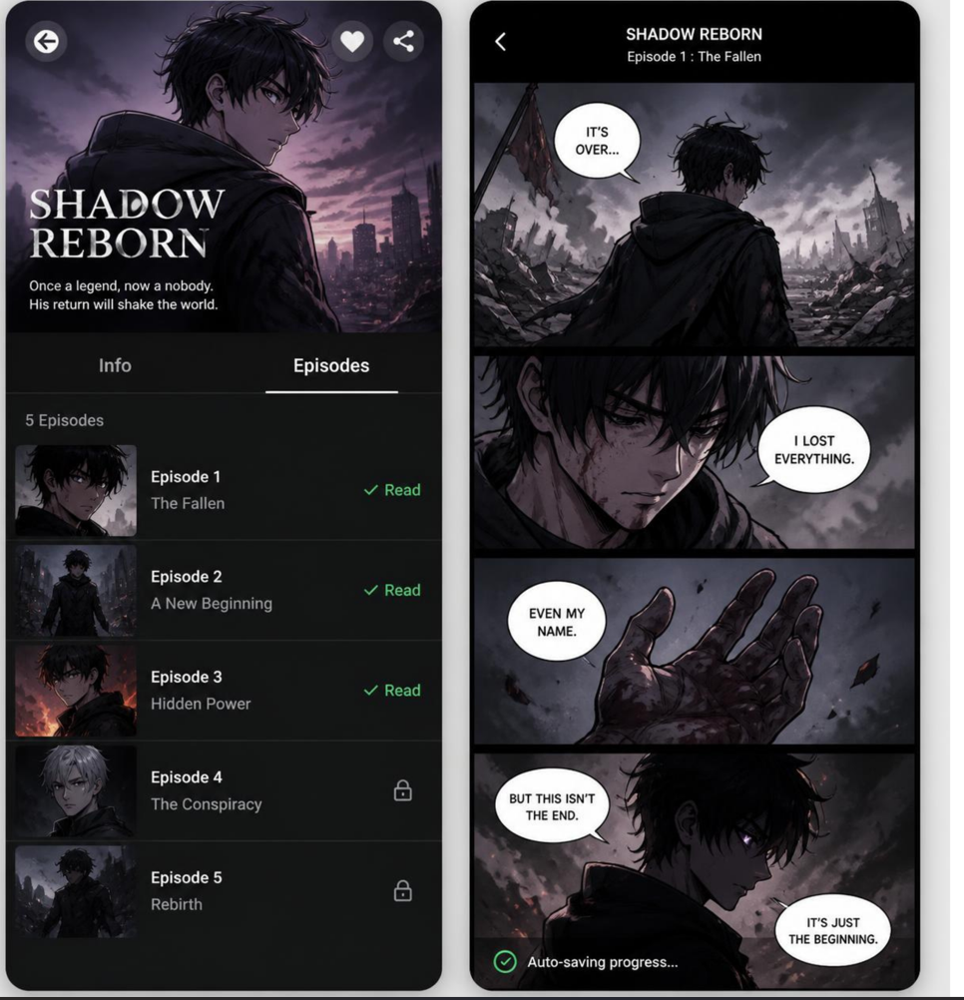 SHADOW
REBORN
Once a legend, now a nobody.
His return will shake the world.
Info
Episodes
5 Episodes
Episode 1
The Fallen
Read
Episode 2
A New Beginning
Read
Episode 3
Hidden Power
Read
Episode 4
The Conspiracy
Episode 5
Rebirth
SHADOW REBORN
Episode 1 : The Fallen
IT'S
OVER...
I LOST
EVERYTHING.
EVEN MY
NAME.
BUT THIS ISN'T
THE END.
IT'S JUST
THE BEGINNING.
Auto-saving progress...